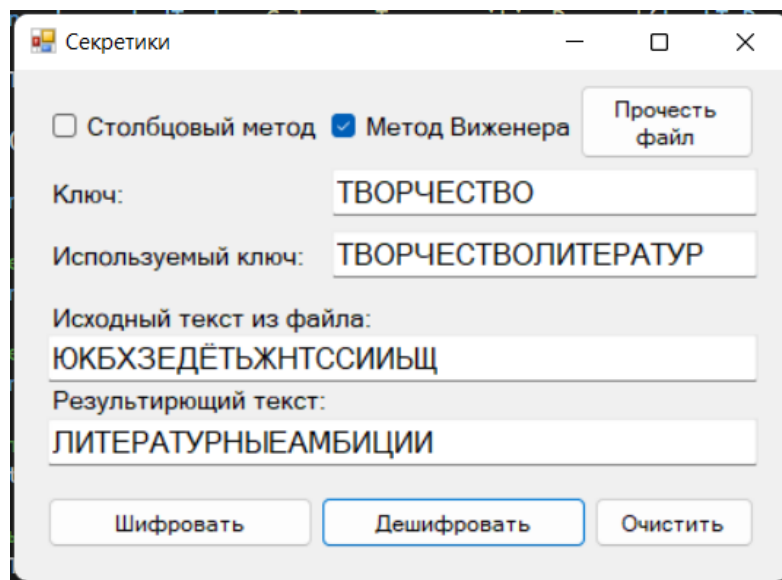 Секретики
Столбцовый метод
Метод Виженера
Прочесть
файл
Ключ:
ТВОРЧЕСТВО
Используемый ключ:
ТВОРЧЕСТВОЛИТЕРАТУР
Исходный текст из файла:
ЮКБХЗЕДЁТЬЖНТССИИЬЩ
Результирющий текст:
ЛИТЕРАТУРНЫЕАМБИЦИИ
Шифровать
Дешифровать
Очистить